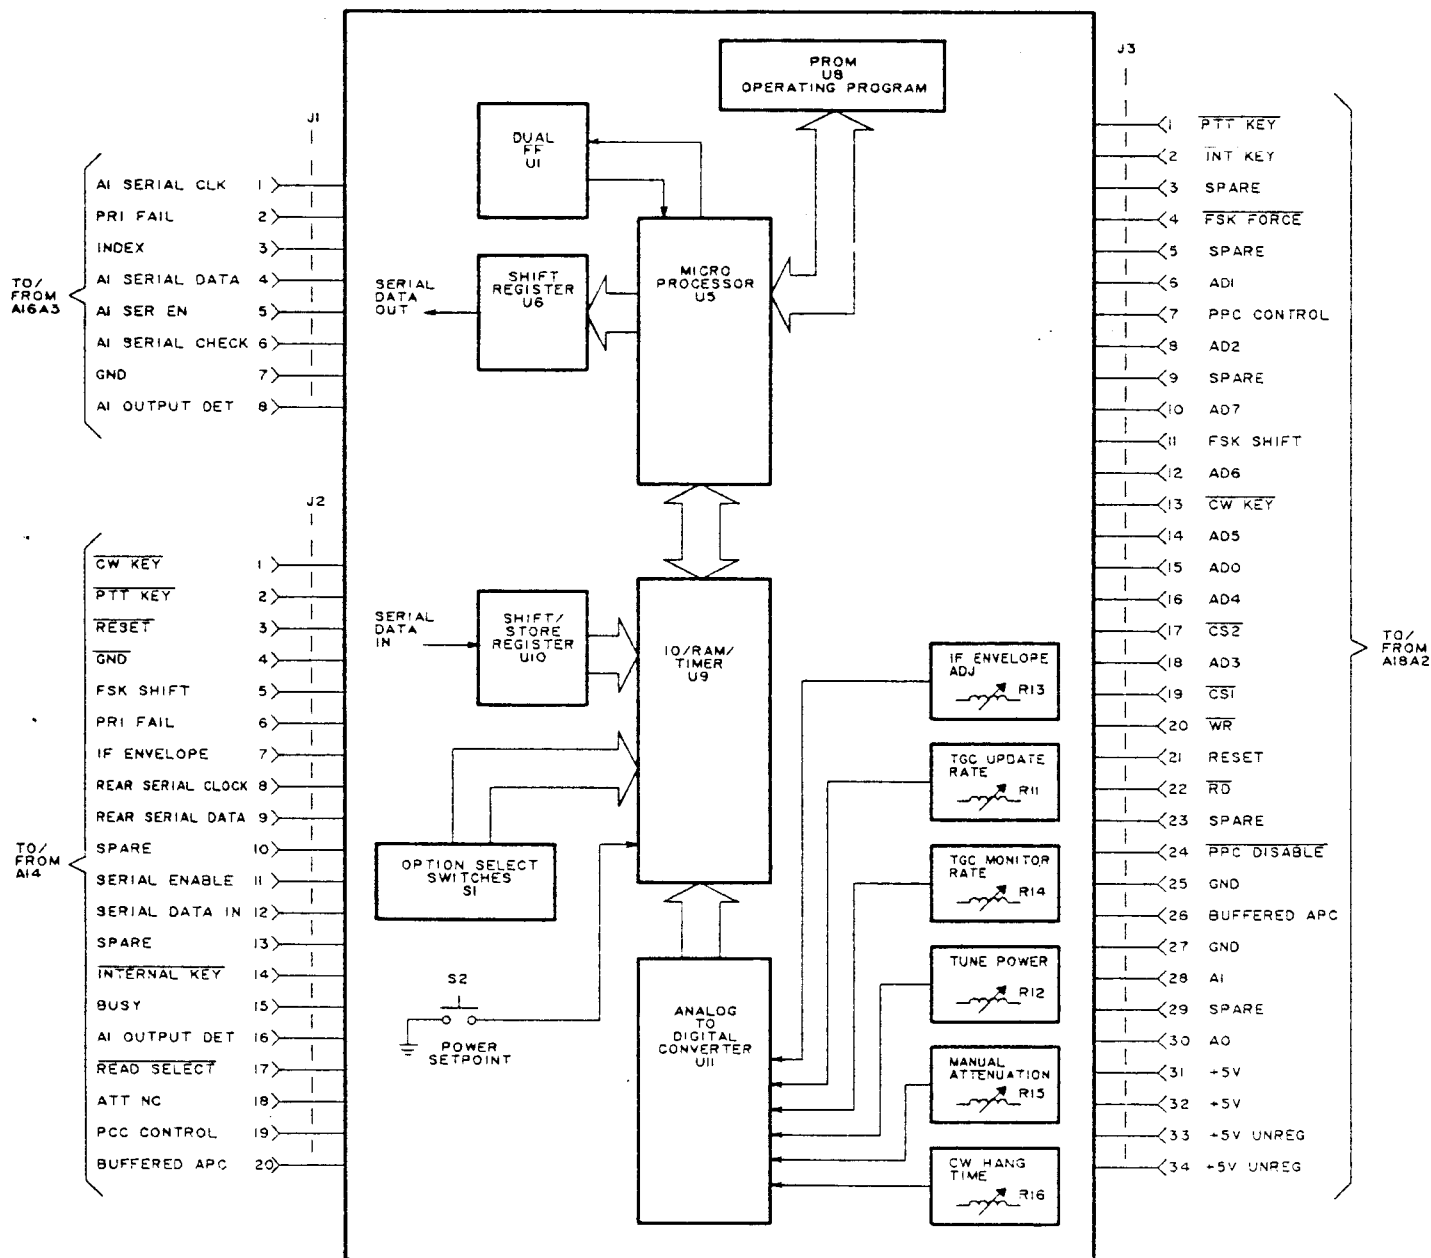 J1
A1 SERIAL CLK 1
PRI FAIL 2
INDEX 3
A1 SERIAL DATA 4
A1 SER EN 5
A1 SERIAL CHECK 6
GND 7
A1 OUTPUT DET 8
TO/
FROM
A16A3
J2
CW KEY 1
PTT KEY 2
RESET 3
GND 4
FSK SHIFT 5
PRI FAIL 6
IF ENVELOPE 7
REAR SERIAL CLOCK 8
REAR SERIAL DATA 9
SPARE 10
SERIAL ENABLE 11
SERIAL DATA IN 12
SPARE 13
INTERNAL KEY 14
BUSY 15
A1 OUTPUT DET 16
READ SELECT 17
ATT NC 18
PCC CONTROL 19
BUFFERED APC 20
TO/
FROM
A14
PROM
U8
OPERATING PROGRAM
DUAL
FF
U1
SHIFT
REGISTER
U6
SERIAL
DATA
OUT
MICRO
PROCESSOR
U5
SERIAL
DATA
IN
SHIFT/
STORE
REGISTER
U10
IO/RAM/
TIMER
U9
OPTION SELECT
SWITCHES
S1
S2
POWER
SETPOINT
ANALOG
TO
DIGITAL
CONVERTER
U11
IF ENVELOPE
ADJ
R13
TGC UPDATE
RATE
R11
TGC MONITOR
RATE
R14
TUNE POWER
R12
MANUAL
ATTENUATION
R15
CW HANG
TIME
R16
J3
1 PTT KEY
2 INT KEY
3 SPARE
4 FSK FORCE
5 SPARE
6 AD1
7 PPC CONTROL
8 AD2
9 SPARE
10 AD7
11 FSK SHIFT
12 AD6
13 CW KEY
14 AD5
15 AD0
16 AD4
17 CS2
18 AD3
19 CS1
20 WR
21 RESET
22 RD
23 SPARE
24 PPC DISABLE
25 GND
26 BUFFERED APC
27 GND
28 A1
29 SPARE
30 A0
31 +5V
32 +5V
33 +5V UNREG
34 +5V UNREG
TO/
FROM
A18A2